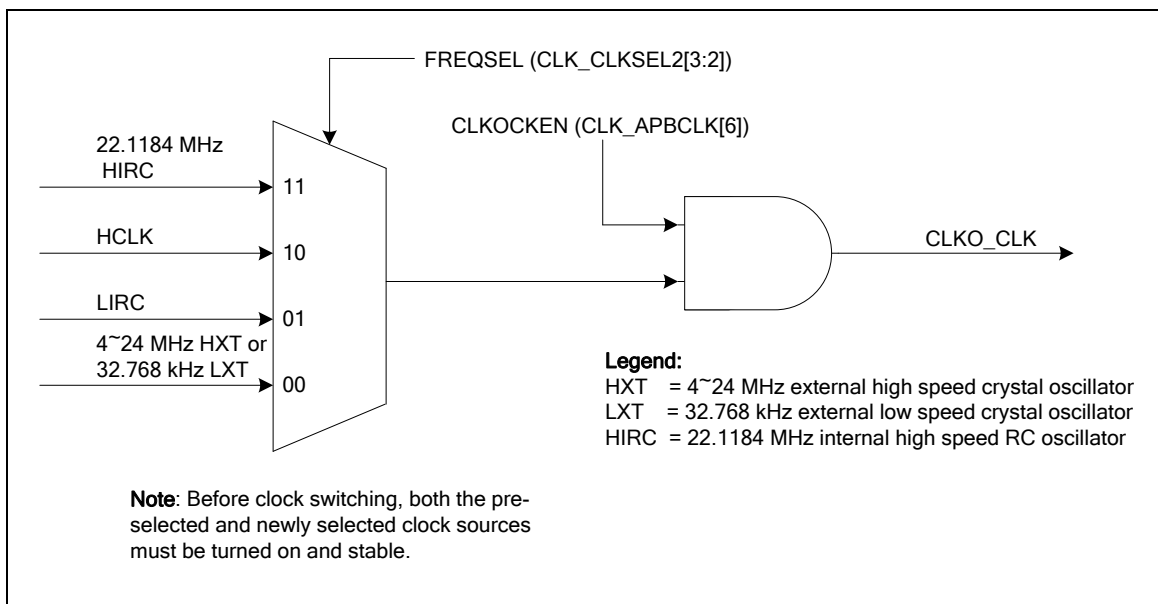 FREQSEL (CLK_CLKSEL2[3:2])
CLKOCKEN (CLK_APBCLK[6])
22.1184 MHz
HIRC
11
HCLK
10
LIRC
01
4~24 MHz HXT or
32.768 kHz LXT
00
CLKO_CLK
Legend:
HXT = 4~24 MHz external high speed crystal oscillator
LXT = 32.768 kHz external low speed crystal oscillator
HIRC = 22.1184 MHz internal high speed RC oscillator
Note: Before clock switching, both the pre-
selected and newly selected clock sources
must be turned on and stable.